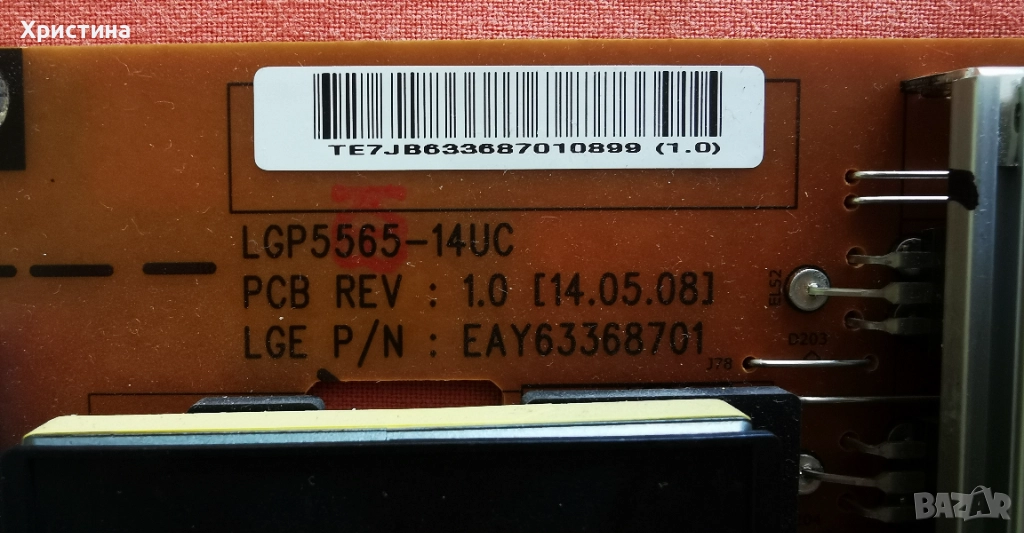 Христина
TE7JB633687010899 (1.0)
LGP5565-14UC
PCB REV : 1.0 [14.05.08]
LGE P/N : EAY63368701
ELS2
D203
J78
BAZAR